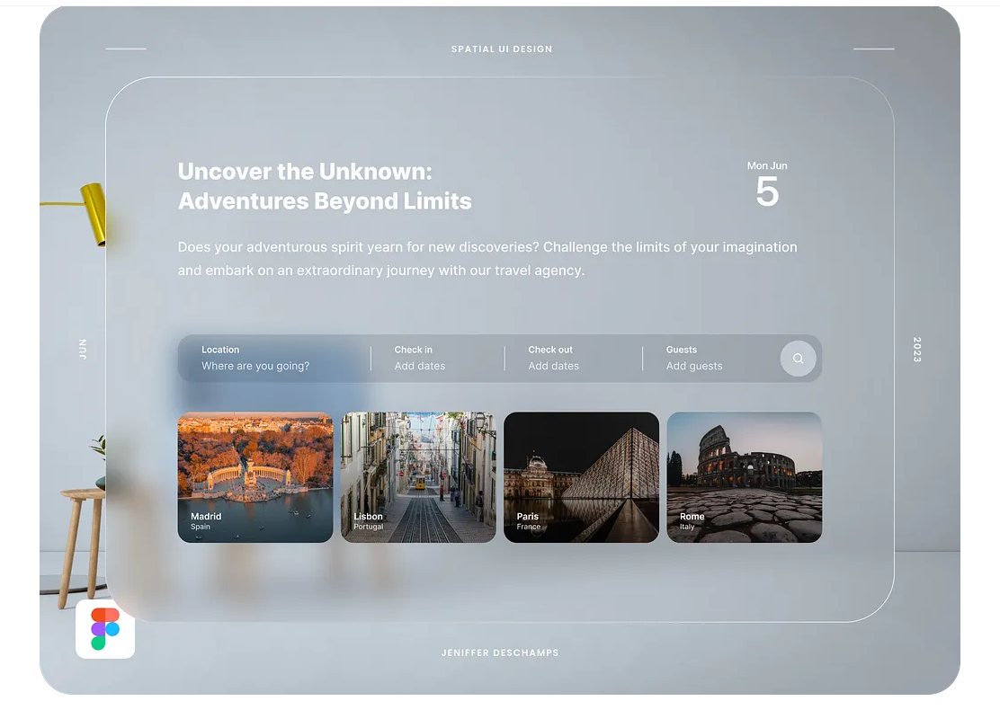 SPATIAL UI DESIGN
Uncover the Unknown:
Adventures Beyond Limits
Mon Jun
5
Does your adventurous spirit yearn for new discoveries? Challenge the limits of your imagination
and embark on an extraordinary journey with our travel agency.
JUN
2023
Location
Where are you going?
Check in
Add dates
Check out
Add dates
Guests
Add guests
Madrid
Spain
Lisbon
Portugal
Paris
France
Rome
Italy
JENIFFER DESCHAMPS